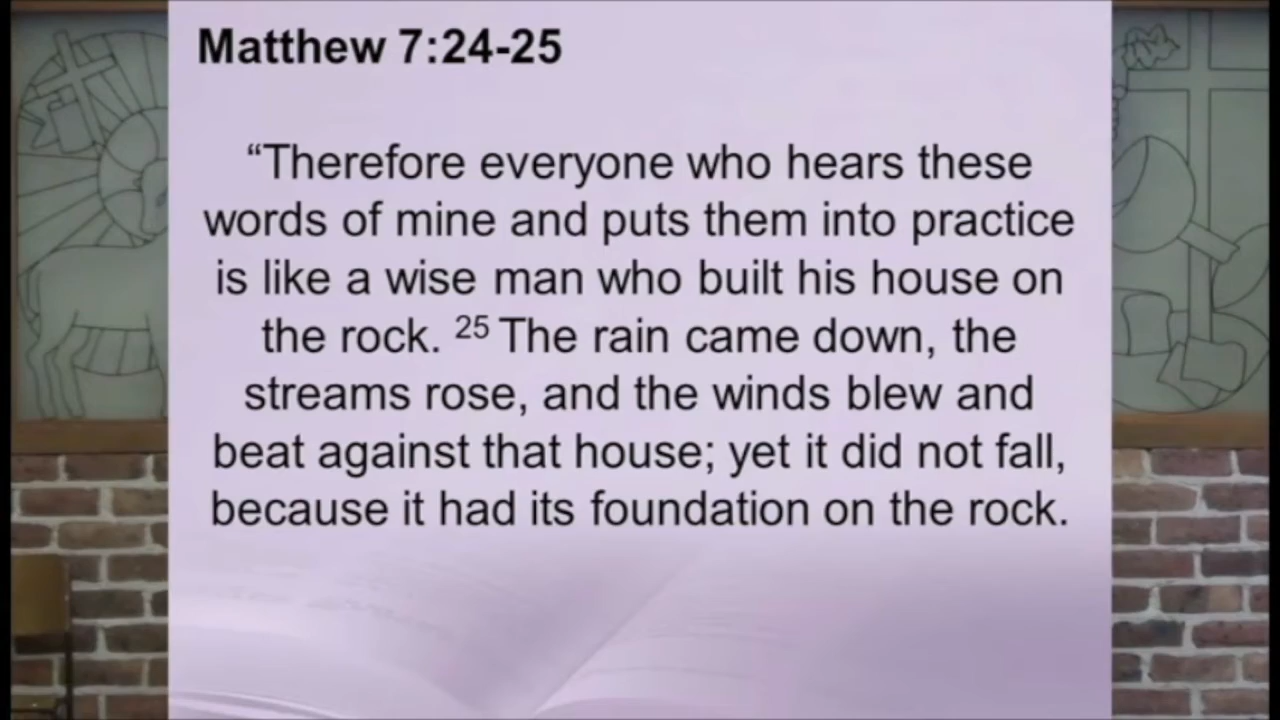 Matthew 7:24-25
“Therefore everyone who hears these
words of mine and puts them into practice
is like a wise man who built his house on
the rock. 25 The rain came down, the
streams rose, and the winds blew and
beat against that house; yet it did not fall,
because it had its foundation on the rock.